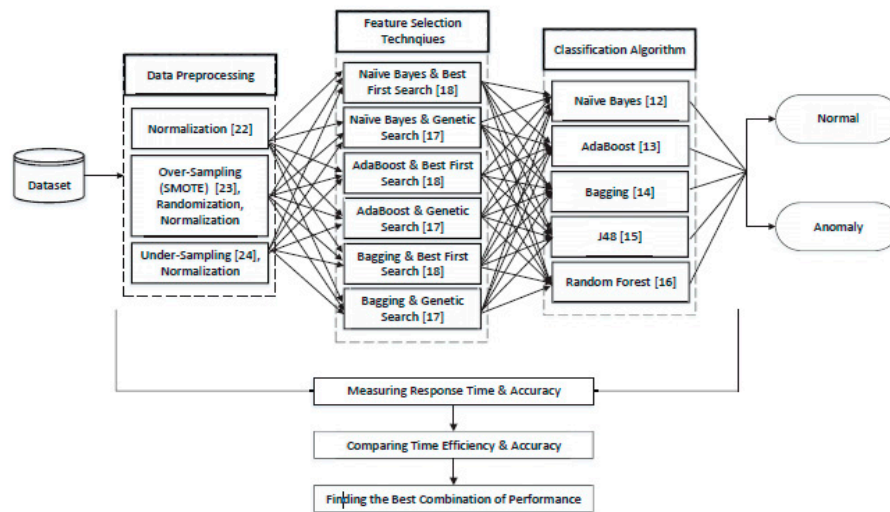 Dataset
Data Preprocessing
Normalization [22]
Over-Sampling
(SMOTE) [23],
Randomization,
Normalization
Under-Sampling [24],
Normalization
Feature Selection
Technqiues
Naïve Bayes & Best
First Search [18]
Naïve Bayes & Genetic
Search [17]
AdaBoost & Best First
Search [18]
AdaBoost & Genetic
Search [17]
Bagging & Best First
Search [18]
Bagging & Genetic
Search [17]
Classification Algorithm
Naïve Bayes [12]
AdaBoost [13]
Bagging [14]
J48 [15]
Random Forest [16]
Normal
Anomaly
Measuring Response Time & Accuracy
Comparing Time Efficiency & Accuracy
Finding the Best Combination of Performance